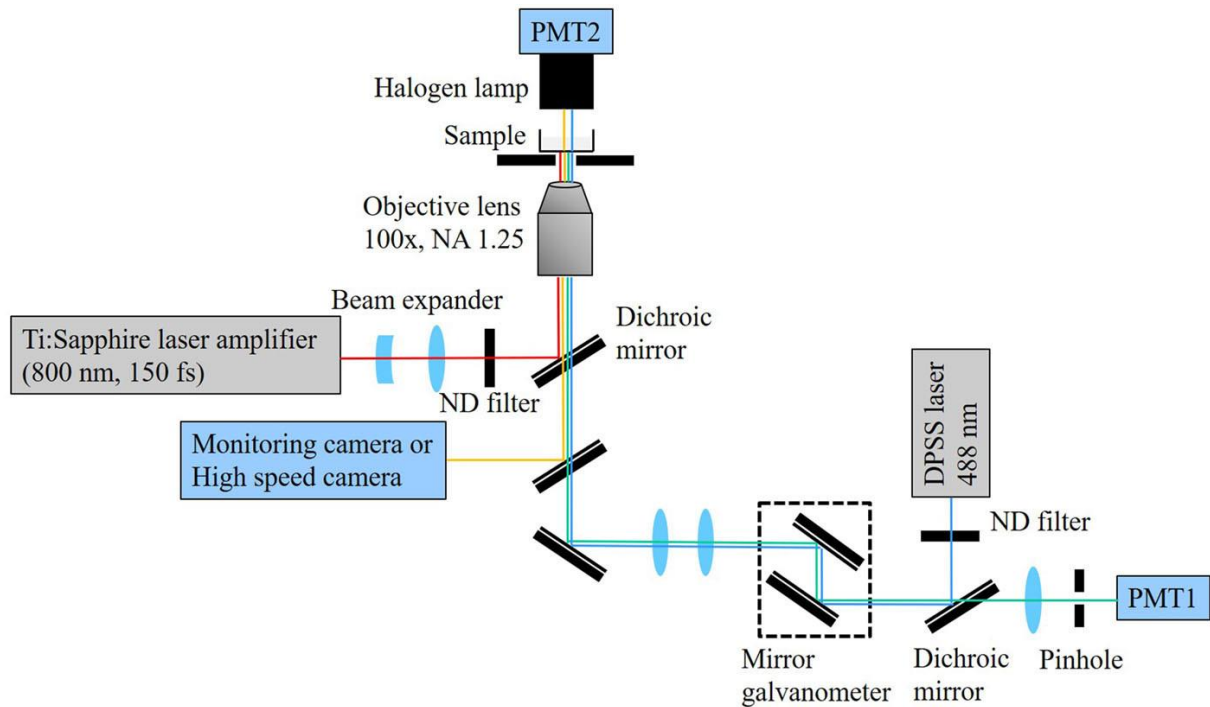 PMT2
Halogen lamp
Sample
Objective lens
100x, NA 1.25
Beam expander
Ti:Sapphire laser amplifier
(800 nm, 150 fs)
ND filter
Dichroic
mirror
Monitoring camera or
High speed camera
DPSS laser
488 nm
ND filter
PMT1
Mirror
galvanometer
Dichroic
mirror
Pinhole